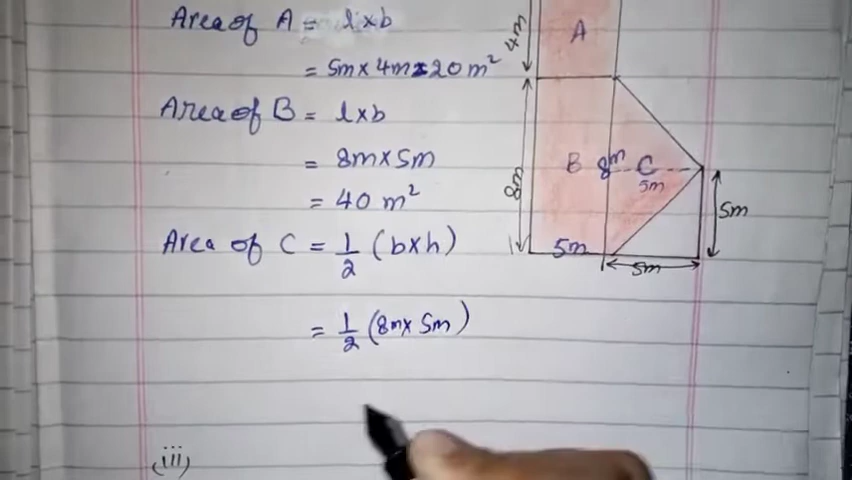 Area of A = l x b
= 5m x 4m = 20 m²
Area of B = l x b
= 8m x 5m
= 40 m²
Area of C = 1/2 (b x h)
= 1/2 (8m x 5m)
(iii)
4m
A
8m
B
8m
C
5m
5m
5m
5m